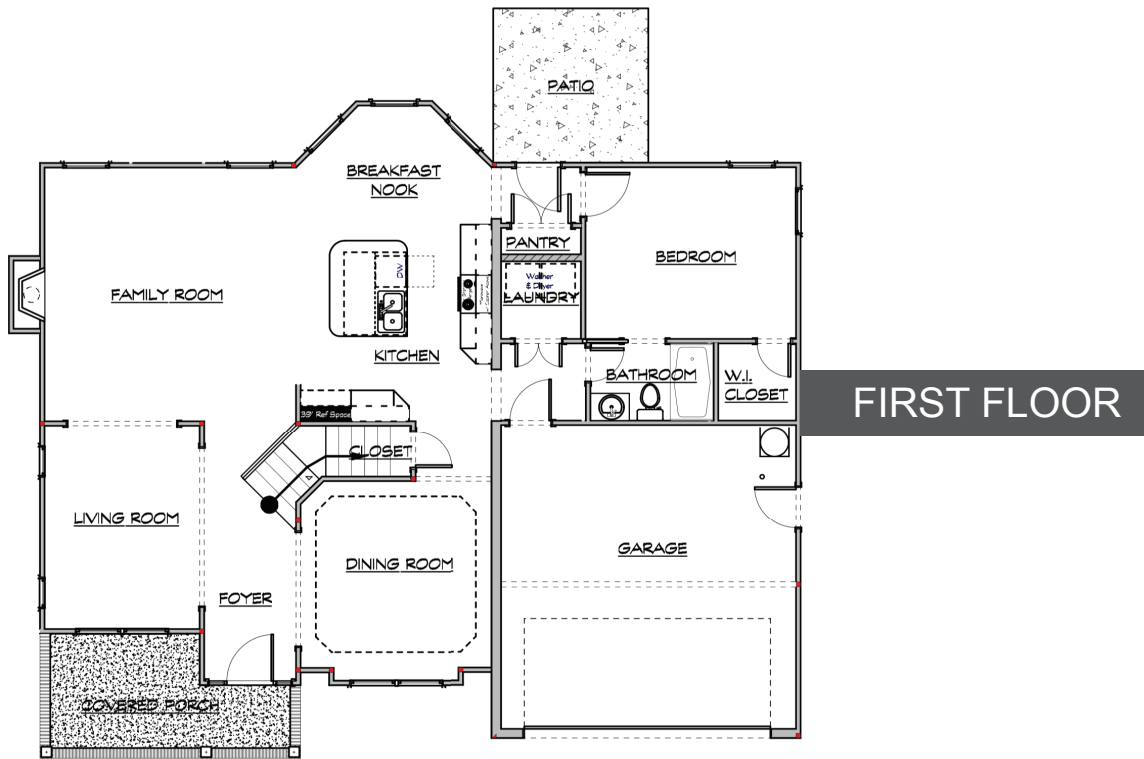 PATIO
BREAKFAST
NOOK
PANTRY
BEDROOM
Washer
& Dryer
LAUNDRY
DW
FAMILY ROOM
KITCHEN
BATHROOM
W.I.
CLOSET
FIRST FLOOR
39" Ref Space
CLOSET
LIVING ROOM
DINING ROOM
GARAGE
FOYER
COVERED PORCH